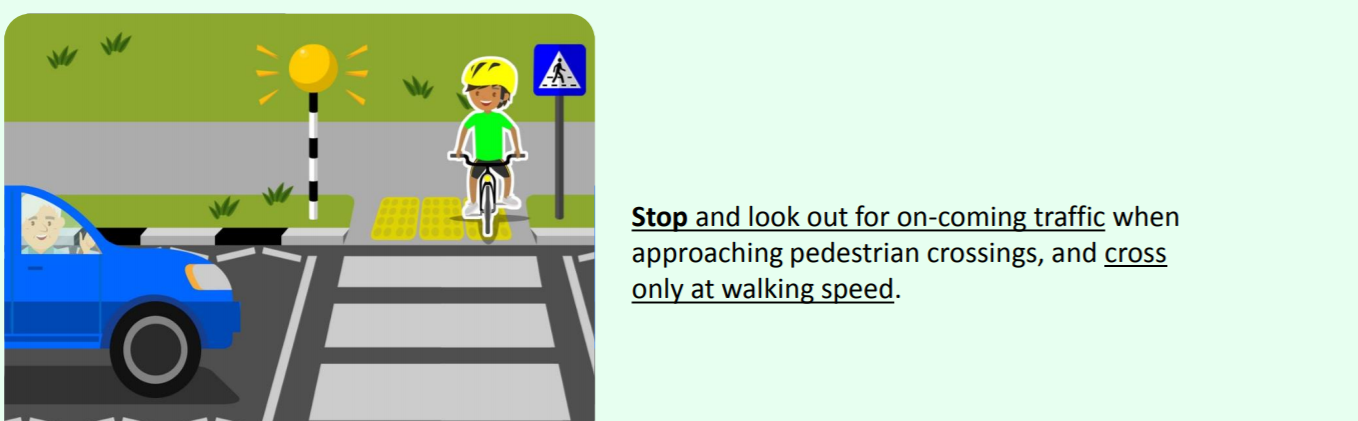 Stop and look out for on-coming traffic when
approaching pedestrian crossings, and cross
only at walking speed.